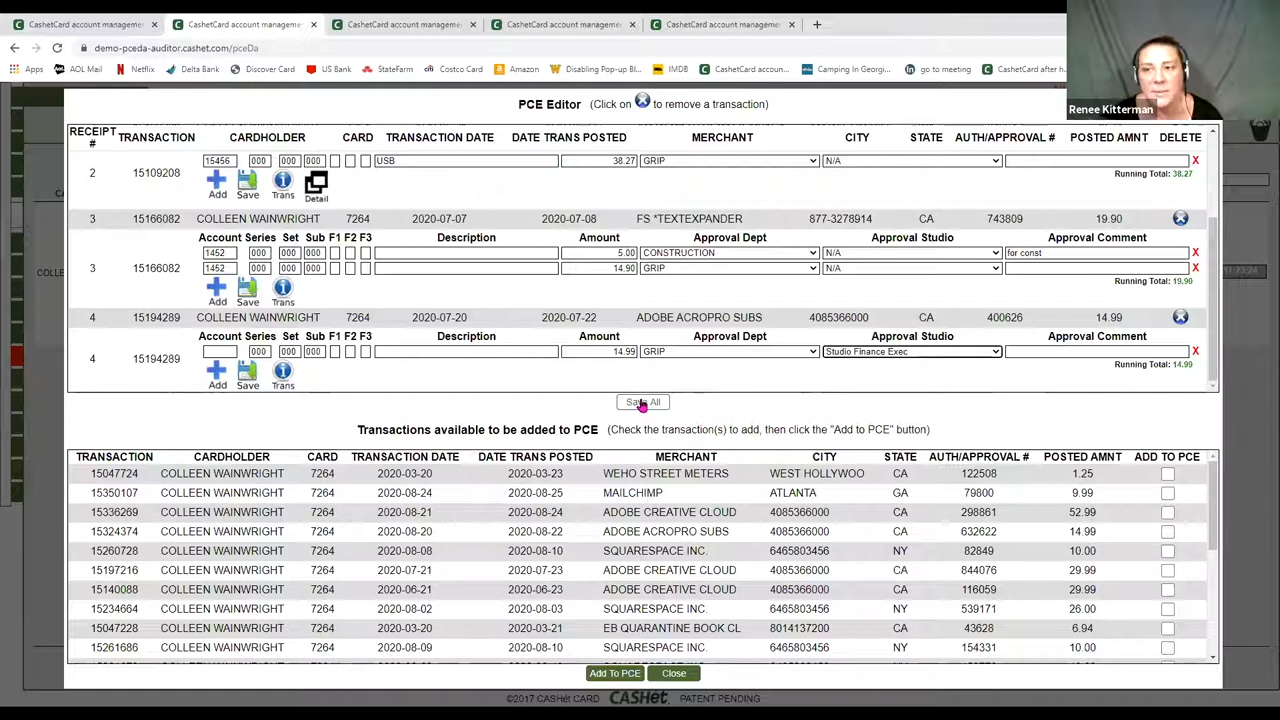 CashetCard account managemen × CashetCard account managemen × CashetCard account managemen × CashetCard account managemen × CashetCard account managemen × +
demo-pceda-auditor.cashet.com/pceDa
Apps AOL Mail Netflix Delta Bank Discover Card US Bank StateFarm Costco Card Amazon Disabling Pop-up Bl... IMDB CashetCard accoun... Camping In Georgi... go to meeting CashetCard after h
Renee Kitterman
PCE Editor (Click on to remove a transaction)
RECEIPT # TRANSACTION CARDHOLDER CARD TRANSACTION DATE DATE TRANS POSTED MERCHANT CITY STATE AUTH/APPROVAL # POSTED AMNT DELETE
2 15109208 15456 000 000 000 USB 38.27 GRIP N/A X
Running Total: 38.27
Add Save Trans Detail
3 15166082 COLLEEN WAINWRIGHT 7264 2020-07-07 2020-07-08 FS *TEXTEXPANDER 877-3278914 CA 743809 19.90
Account Series Set Sub F1 F2 F3 Description Amount Approval Dept Approval Studio Approval Comment
3 15166082 1452 000 000 000 5.00 CONSTRUCTION N/A for const X
1452 000 000 000 14.90 GRIP N/A X
Running Total: 19.90
Add Save Trans
4 15194289 COLLEEN WAINWRIGHT 7264 2020-07-20 2020-07-22 ADOBE ACROPRO SUBS 4085366000 CA 400626 14.99
Account Series Set Sub F1 F2 F3 Description Amount Approval Dept Approval Studio Approval Comment
4 15194289 000 000 000 14.99 GRIP Studio Finance Exec X
Running Total: 14.99
Add Save Trans
Save All
Transactions available to be added to PCE (Check the transaction(s) to add, then click the "Add to PCE" button)
TRANSACTION CARDHOLDER CARD TRANSACTION DATE DATE TRANS POSTED MERCHANT CITY STATE AUTH/APPROVAL # POSTED AMNT ADD TO PCE
15047724 COLLEEN WAINWRIGHT 7264 2020-03-20 2020-03-23 WEHO STREET METERS WEST HOLLYWOO CA 122508 1.25
15350107 COLLEEN WAINWRIGHT 7264 2020-08-24 2020-08-25 MAILCHIMP ATLANTA GA 79800 9.99
15336269 COLLEEN WAINWRIGHT 7264 2020-08-21 2020-08-24 ADOBE CREATIVE CLOUD 4085366000 CA 298861 52.99
15324374 COLLEEN WAINWRIGHT 7264 2020-08-20 2020-08-22 ADOBE ACROPRO SUBS 4085366000 CA 632622 14.99
15260728 COLLEEN WAINWRIGHT 7264 2020-08-08 2020-08-10 SQUARESPACE INC. 6465803456 NY 82849 10.00
15197216 COLLEEN WAINWRIGHT 7264 2020-07-21 2020-07-23 ADOBE CREATIVE CLOUD 4085366000 CA 844076 29.99
15140088 COLLEEN WAINWRIGHT 7264 2020-06-21 2020-06-23 ADOBE CREATIVE CLOUD 4085366000 CA 116059 29.99
15234664 COLLEEN WAINWRIGHT 7264 2020-08-02 2020-08-03 SQUARESPACE INC. 6465803456 NY 539171 26.00
15047228 COLLEEN WAINWRIGHT 7264 2020-03-20 2020-03-21 EB QUARANTINE BOOK CL 8014137200 CA 43628 6.94
15261686 COLLEEN WAINWRIGHT 7264 2020-08-09 2020-08-10 SQUARESPACE INC. 6465803456 NY 154331 10.00
Add To PCE Close
©2017 CASHét CARD CASHét PATENT PENDING